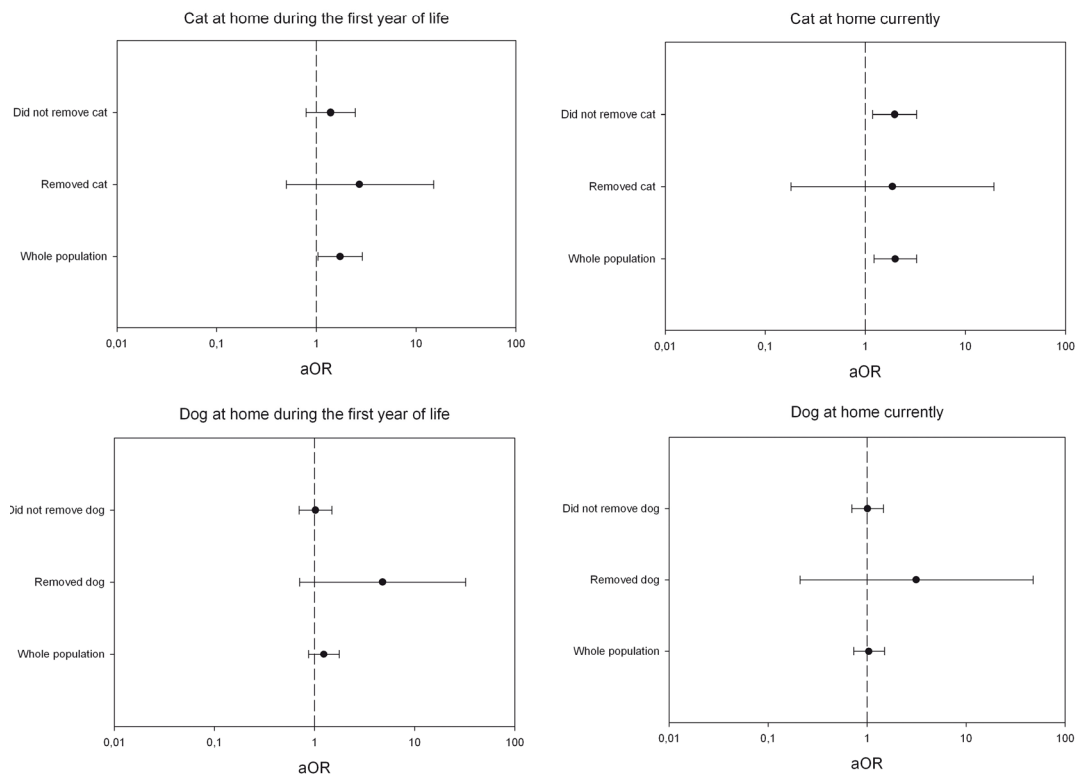 Cat at home during the first year of life
Did not remove cat
Removed cat
Whole population
0,01 0,1 1 10 100
aOR
Cat at home currently
Did not remove cat
Removed cat
Whole population
0,01 0,1 1 10 100
aOR
Dog at home during the first year of life
Did not remove dog
Removed dog
Whole population
0,01 0,1 1 10 100
aOR
Dog at home currently
Did not remove dog
Removed dog
Whole population
0,01 0,1 1 10 100
aOR